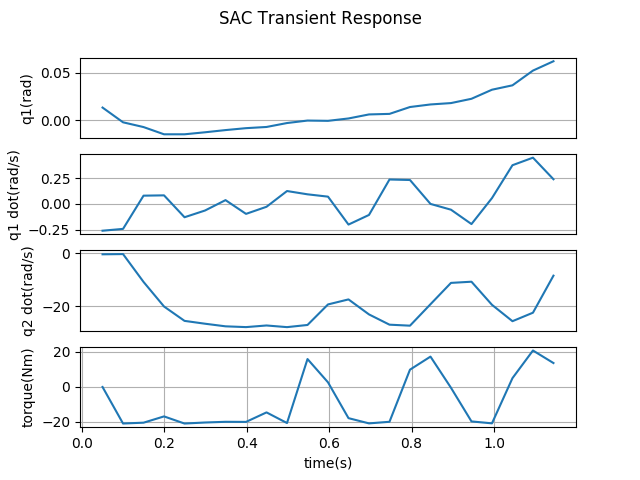 SAC Transient Response
q1(rad)
0.05
0.00
q1 dot(rad/s)
0.25
0.00
−0.25
q2 dot(rad/s)
0
−20
torque(Nm)
20
0
−20
0.0 0.2 0.4 0.6 0.8 1.0
time(s)